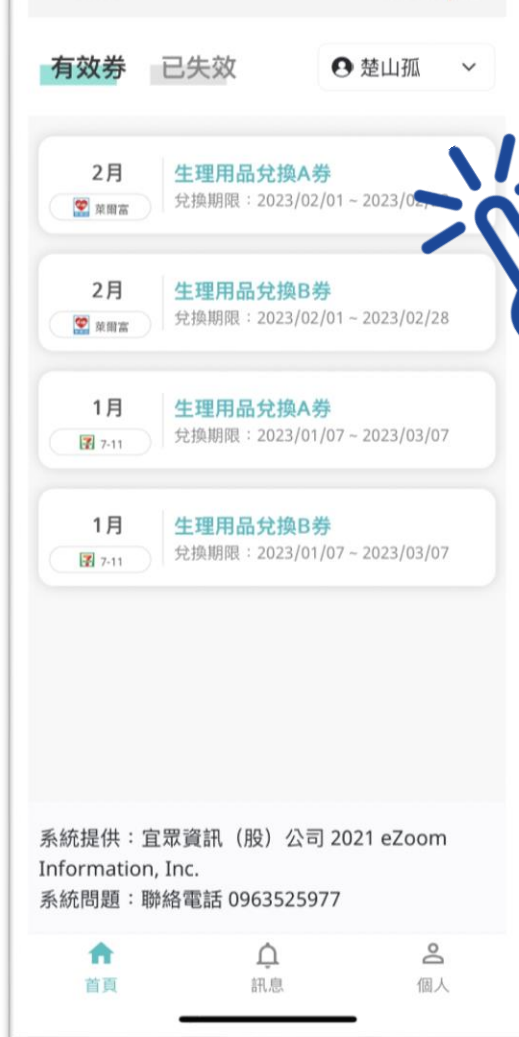 有效券 已失效 楚山孤
2月 生理用品兌換A券
萊爾富 兌換期限：2023/02/01 ~ 2023/02/
2月 生理用品兌換B券
萊爾富 兌換期限：2023/02/01 ~ 2023/02/28
1月 生理用品兌換A券
7-11 兌換期限：2023/01/07 ~ 2023/03/07
1月 生理用品兌換B券
7-11 兌換期限：2023/01/07 ~ 2023/03/07
系統提供：宜眾資訊（股）公司 2021 eZoom
Information, Inc.
系統問題：聯絡電話 0963525977
首頁 訊息 個人